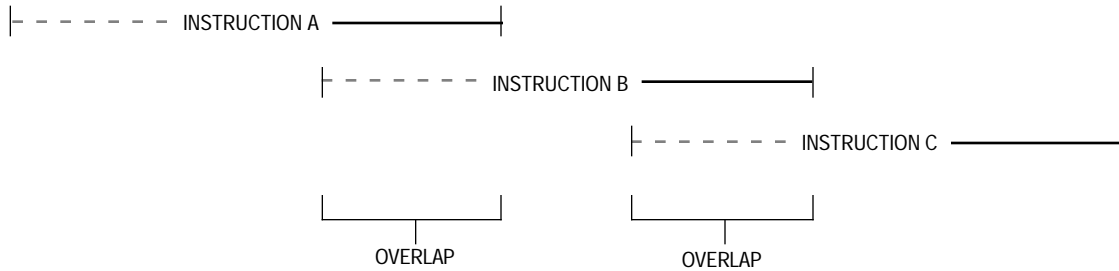 INSTRUCTION A
INSTRUCTION B
INSTRUCTION C
OVERLAP
OVERLAP